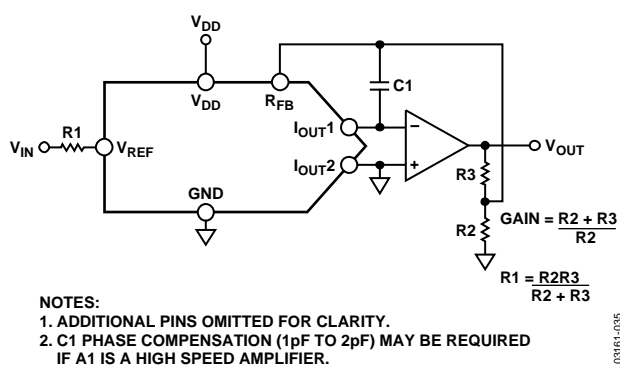 VDD
VDD
RFB
C1
IOUT1
VIN
R1
VREF
VOUT
IOUT2
R3
GND
R2
GAIN = R2 + R3
R2
R1 = R2R3
R2 + R3
NOTES:
1. ADDITIONAL PINS OMITTED FOR CLARITY.
2. C1 PHASE COMPENSATION (1pF TO 2pF) MAY BE REQUIRED
IF A1 IS A HIGH SPEED AMPLIFIER.
03161-035